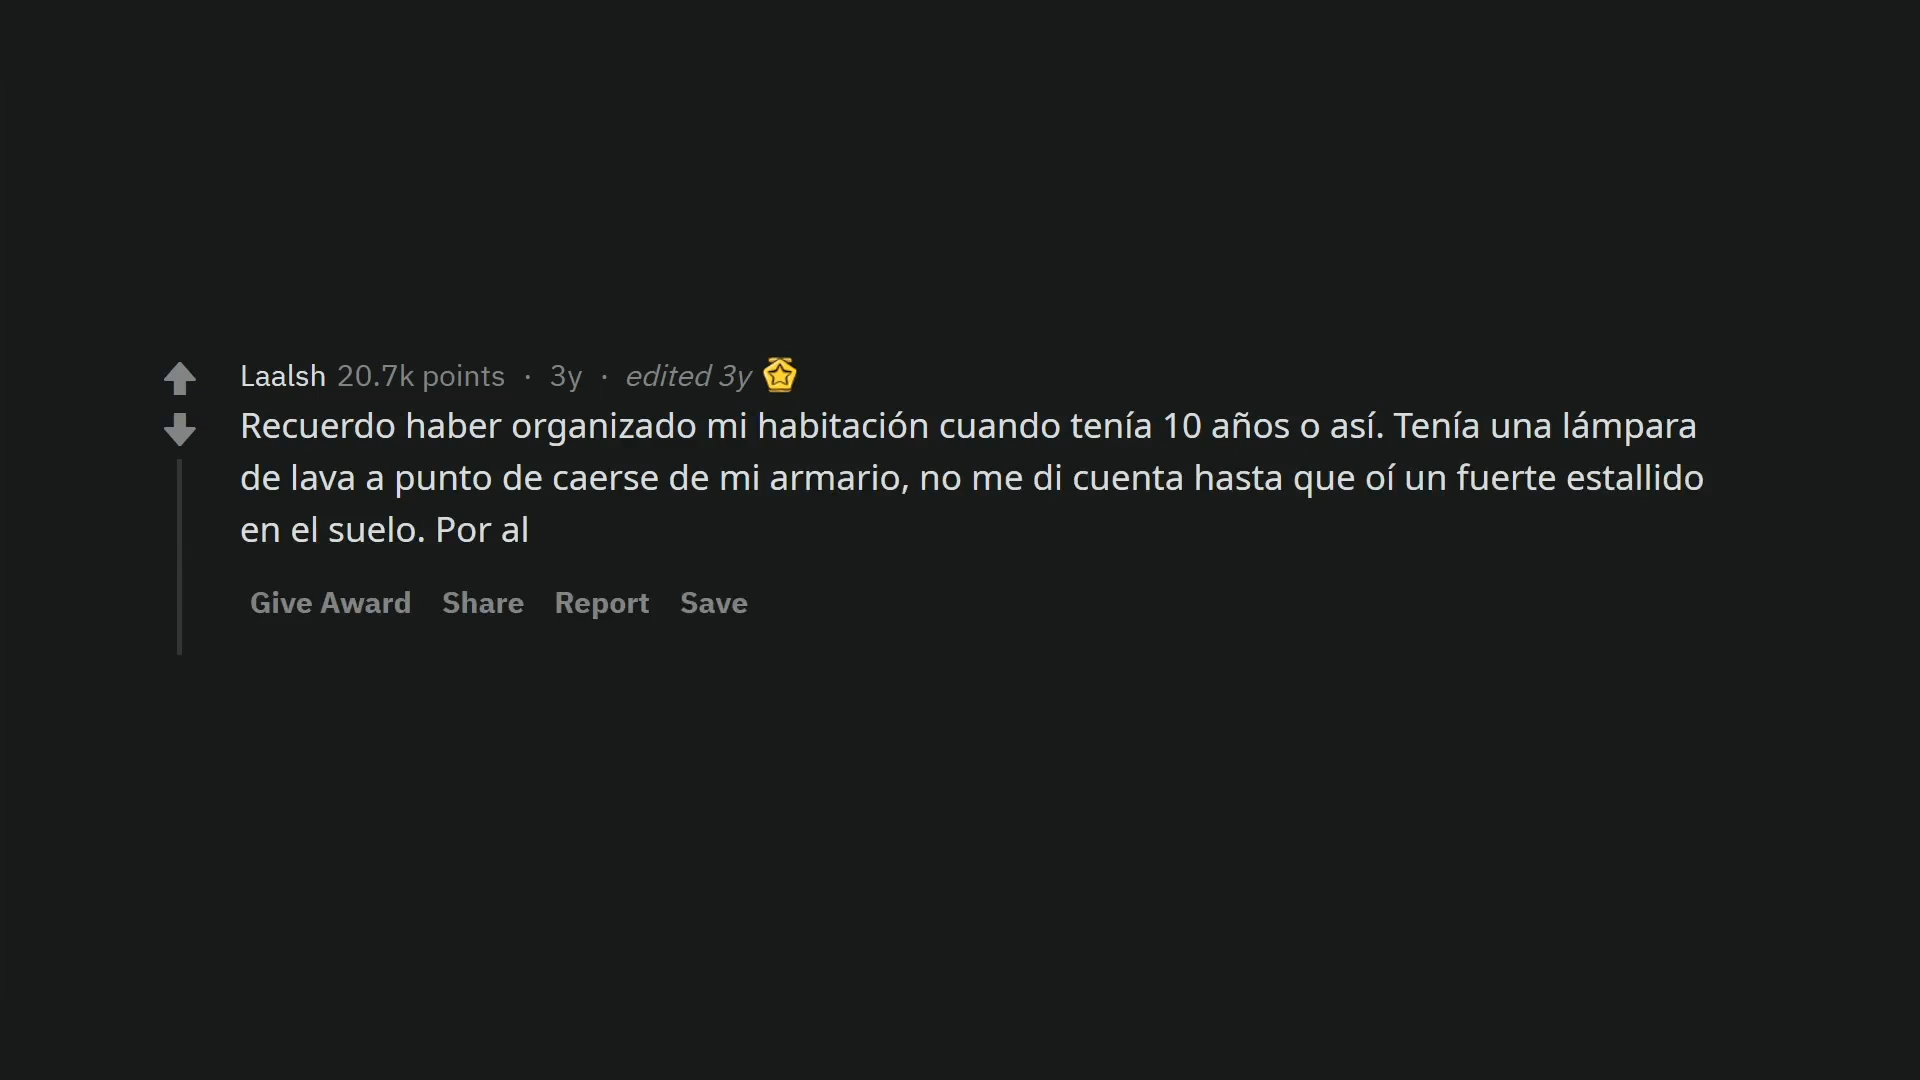 Laalsh 20.7k points · 3y · edited 3y
Recuerdo haber organizado mi habitación cuando tenía 10 años o así. Tenía una lámpara
de lava a punto de caerse de mi armario, no me di cuenta hasta que oí un fuerte estallido
en el suelo. Por al
Give Award Share Report Save